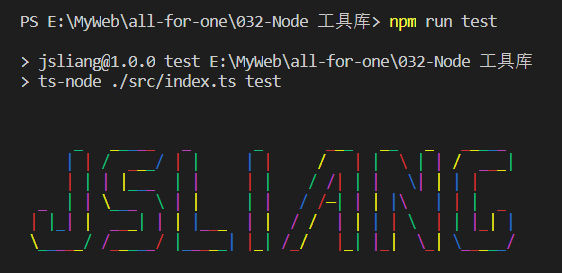 PS E:\MyWeb\all-for-one\032-Node 工具库> npm run test
> jsliang@1.0.0 test E:\MyWeb\all-for-one\032-Node 工具库
> ts-node ./src/index.ts test
JSLIANG